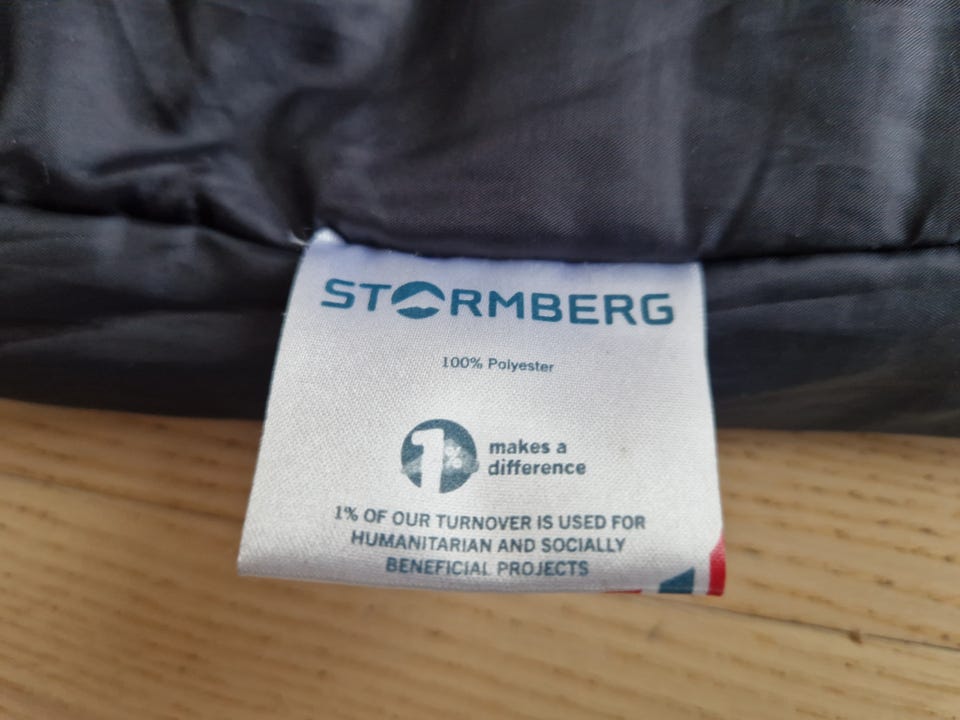 STORMBERG
100% Polyester
1%
makes a
difference
1% OF OUR TURNOVER IS USED FOR
HUMANITARIAN AND SOCIALLY
BENEFICIAL PROJECTS